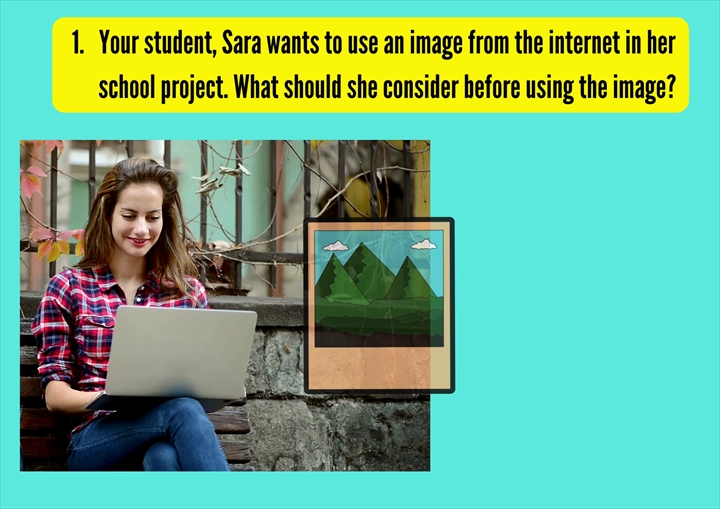 1. Your student, Sara wants to use an image from the internet in her
school project. What should she consider before using the image?